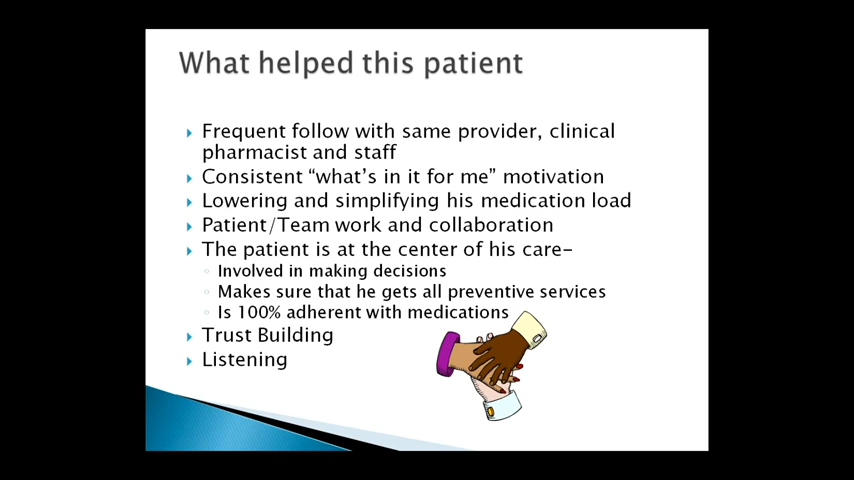 What helped this patient
Frequent follow with same provider, clinical
pharmacist and staff
Consistent “what’s in it for me” motivation
Lowering and simplifying his medication load
Patient/Team work and collaboration
The patient is at the center of his care–
Involved in making decisions
Makes sure that he gets all preventive services
Is 100% adherent with medications
Trust Building
Listening